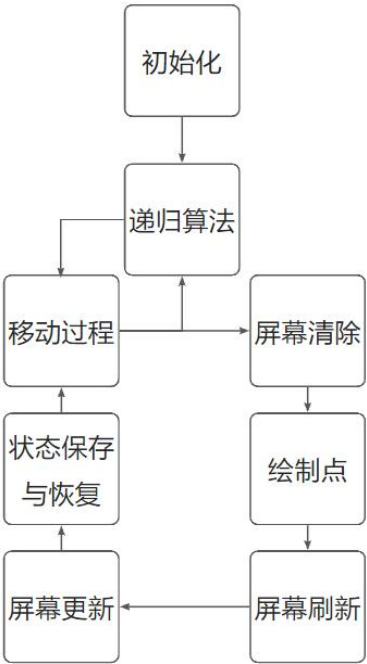 初始化
递归算法
移动过程
屏幕清除
状态保存
与恢复
绘制点
屏幕更新
屏幕刷新